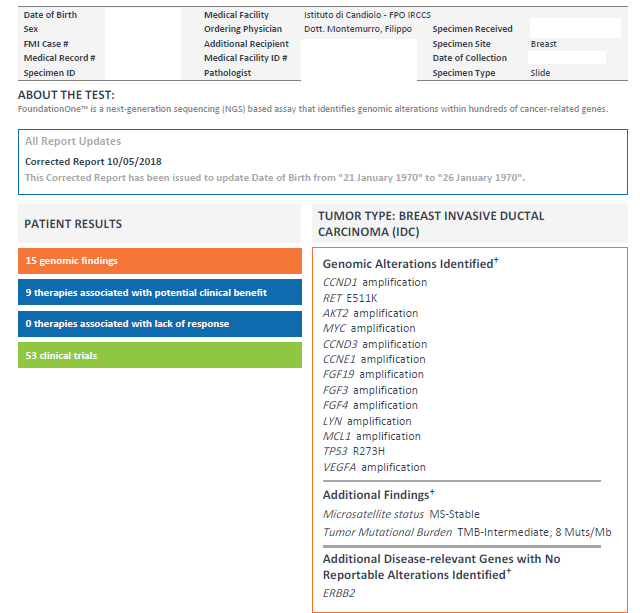 Date of Birth
Sex
FMI Case #
Medical Record #
Specimen ID
Medical Facility Istituto di Candiolo - FPO IRCCS
Ordering Physician Dott. Montemurro, Filippo
Additional Recipient
Medical Facility ID #
Pathologist
Specimen Received
Specimen Site Breast
Date of Collection
Specimen Type Slide
ABOUT THE TEST:
FoundationOne™ is a next-generation sequencing (NGS) based assay that identifies genomic alterations within hundreds of cancer-related genes.
All Report Updates
Corrected Report 10/05/2018
This Corrected Report has been issued to update Date of Birth from "21 January 1970" to "26 January 1970".
PATIENT RESULTS
15 genomic findings
9 therapies associated with potential clinical benefit
0 therapies associated with lack of response
53 clinical trials
TUMOR TYPE: BREAST INVASIVE DUCTAL
CARCINOMA (IDC)
Genomic Alterations Identified†
CCND1 amplification
RET E511K
AKT2 amplification
MYC amplification
CCND3 amplification
CCNE1 amplification
FGF19 amplification
FGF3 amplification
FGF4 amplification
LYN amplification
MCL1 amplification
TP53 R273H
VEGFA amplification
Additional Findings†
Microsatellite status MS-Stable
Tumor Mutational Burden TMB-Intermediate; 8 Muts/Mb
Additional Disease-relevant Genes with No
Reportable Alterations Identified†
ERBB2